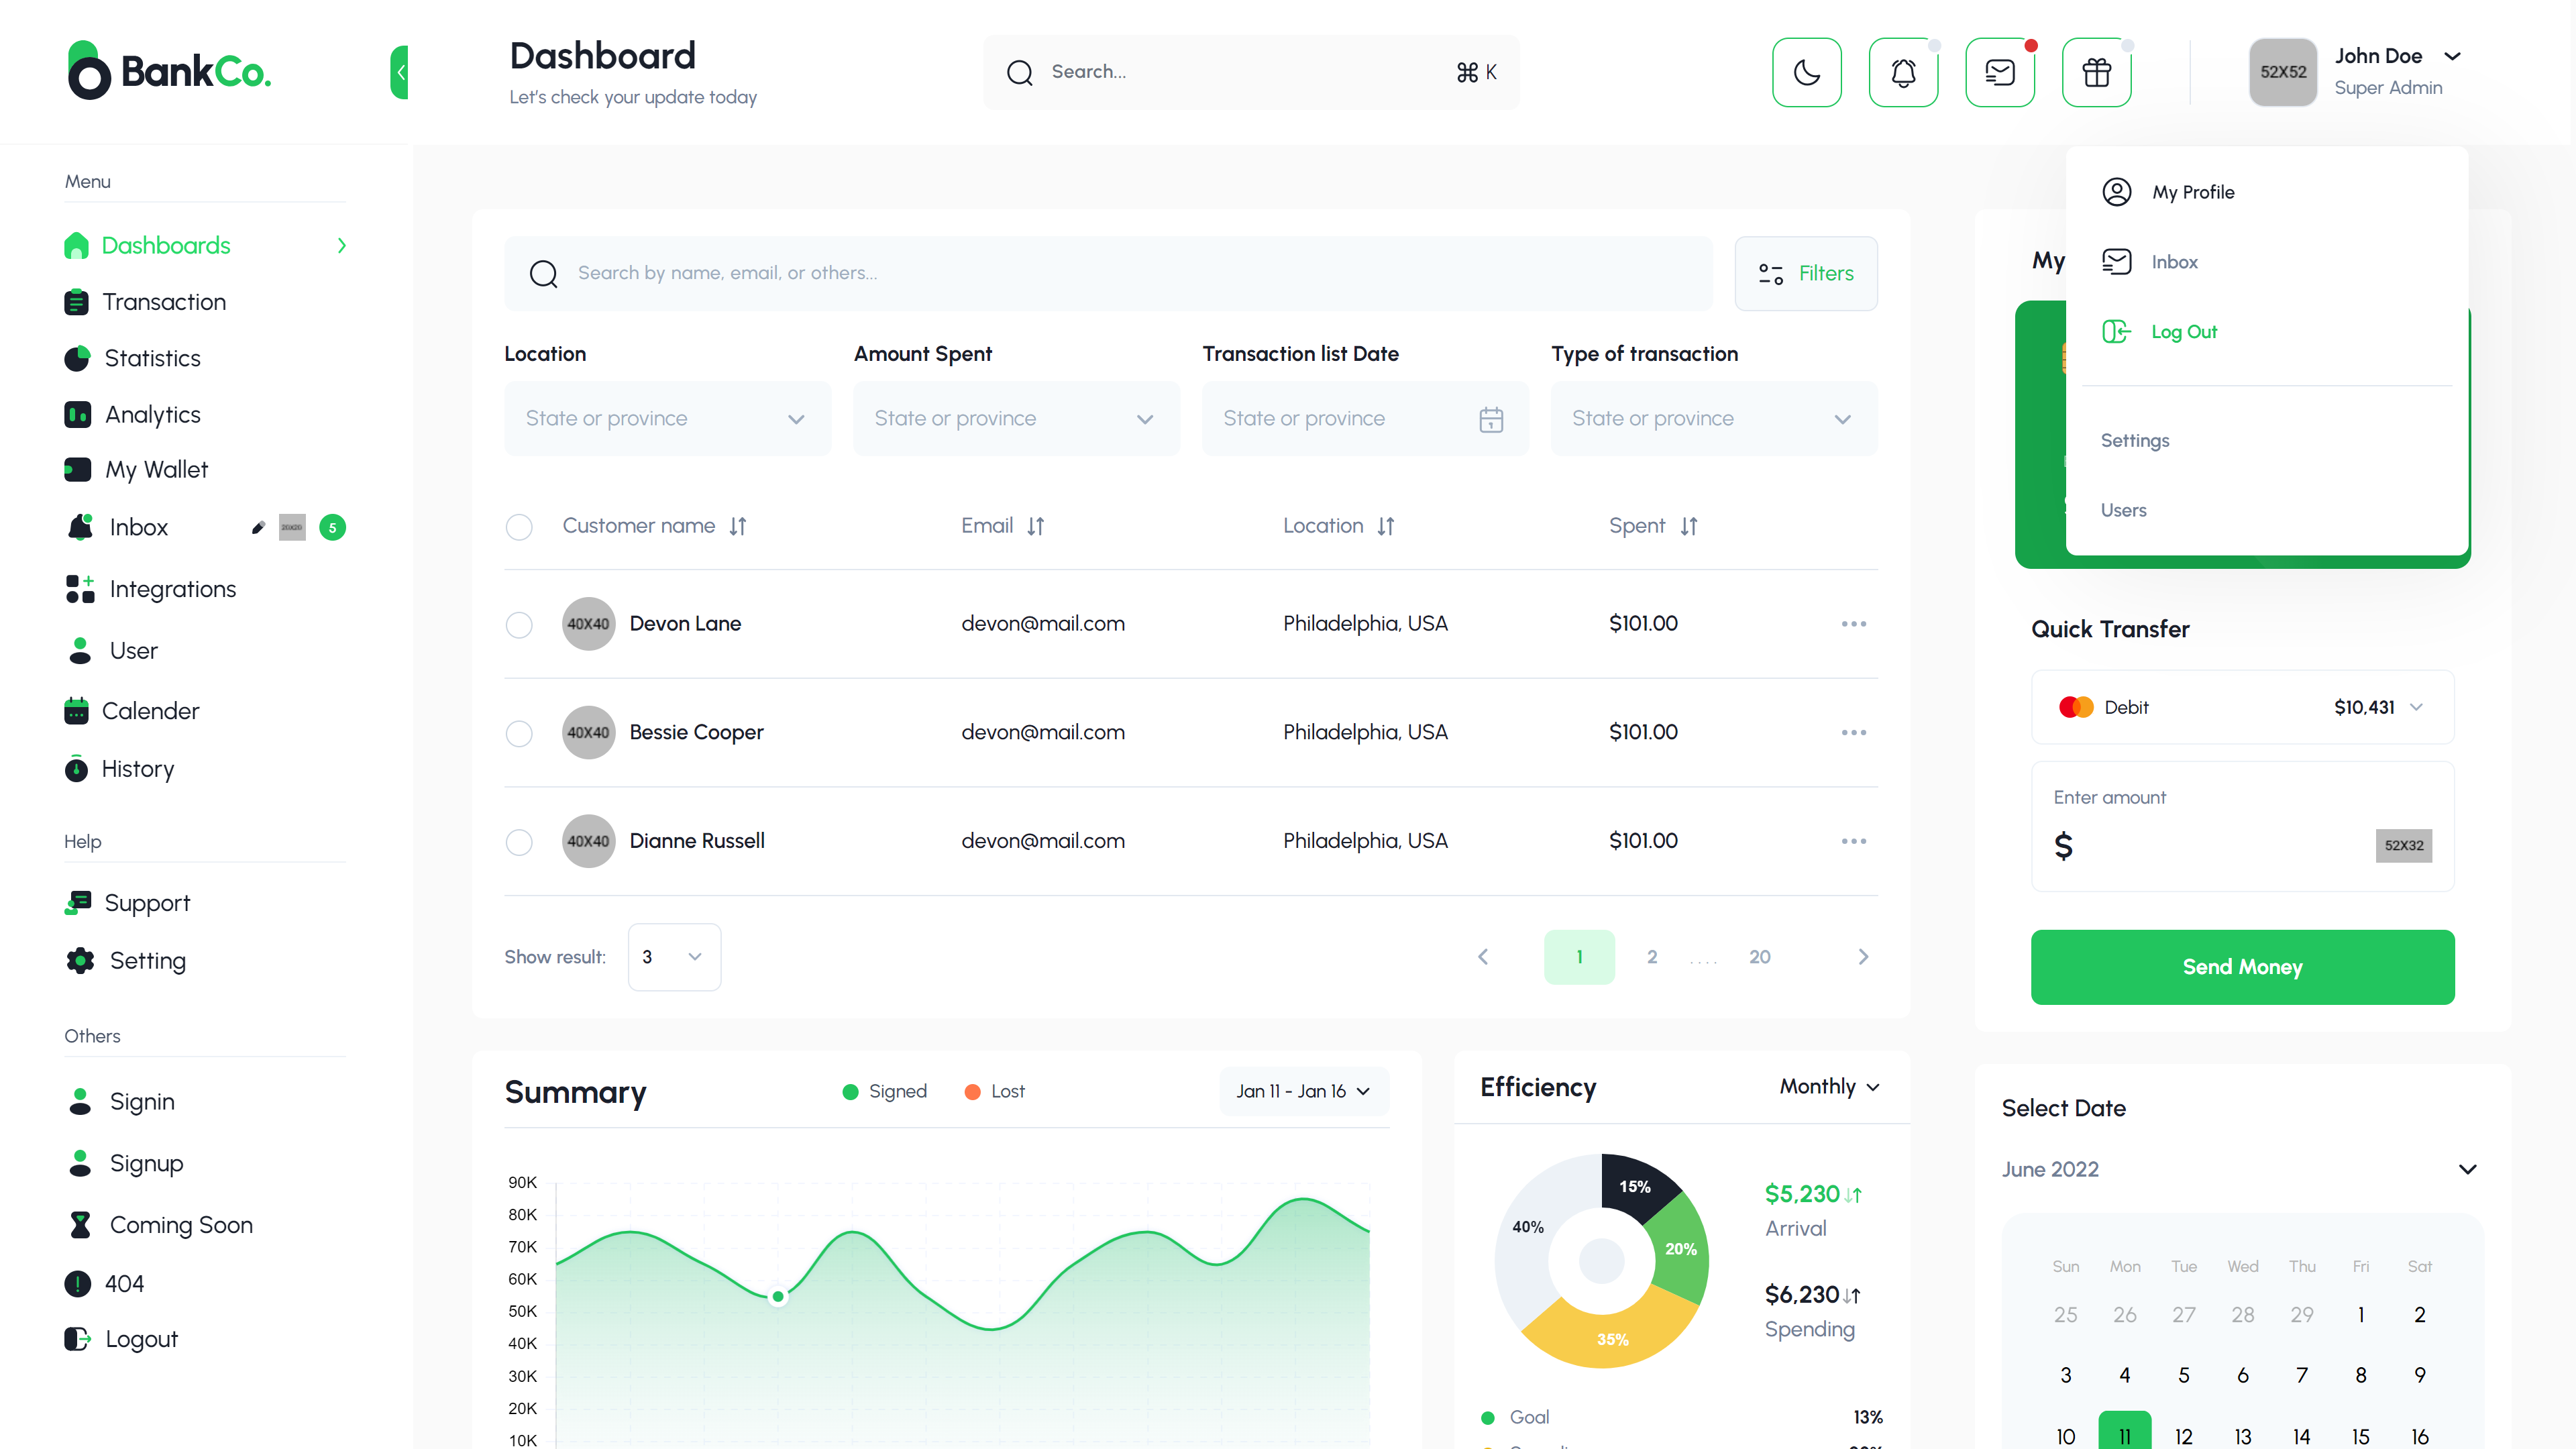 BankCo.
Dashboard
Let's check your update today
Search...
⌘ K
52X52
John Doe
Super Admin
Menu
Dashboards
Transaction
Statistics
Analytics
My Wallet
Inbox
20X20
5
Integrations
User
Calender
History
Help
Support
Setting
Others
Signin
Signup
Coming Soon
404
Logout
Search by name, email, or others...
Filters
Location
Amount Spent
Transaction list Date
Type of transaction
State or province
State or province
State or province
State or province
Customer name
Email
Location
Spent
40X40 Devon Lane devon@mail.com Philadelphia, USA $101.00
40X40 Bessie Cooper devon@mail.com Philadelphia, USA $101.00
40X40 Dianne Russell devon@mail.com Philadelphia, USA $101.00
Show result:
3
1
2
....
20
Summary
Signed
Lost
Jan 11 - Jan 16
90K
80K
70K
60K
50K
40K
30K
20K
10K
Efficiency
Monthly
15%
20%
35%
40%
$5,230
Arrival
$6,230
Spending
Goal
13%
My
My Profile
Inbox
Log Out
Settings
Users
Quick Transfer
Debit
$10,431
Enter amount
$
52X32
Send Money
Select Date
June 2022
Sun Mon Tue Wed Thu Fri Sat
25 26 27 28 29 1 2
3 4 5 6 7 8 9
10 11 12 13 14 15 16